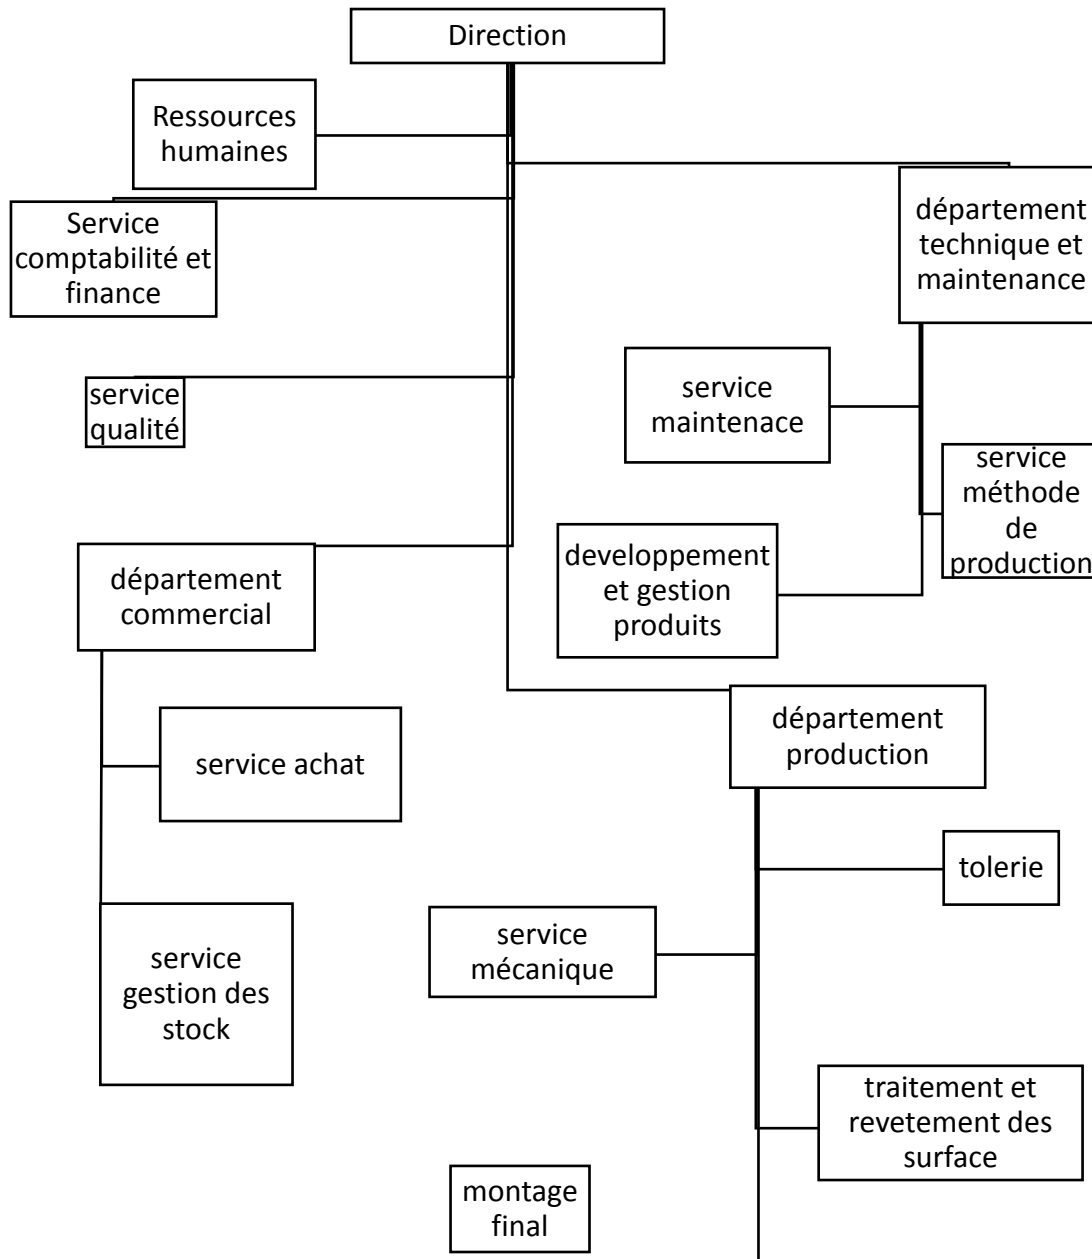 Direction
Ressources
humaines
Service
comptabilité et
finance
département
technique et
maintenance
service
qualité
service
maintenace
service
méthode
de
production
developpement
et gestion
produits
département
commercial
département
production
service achat
tolerie
service
mécanique
service
gestion des
stock
traitement et
revetement des
surface
montage
final